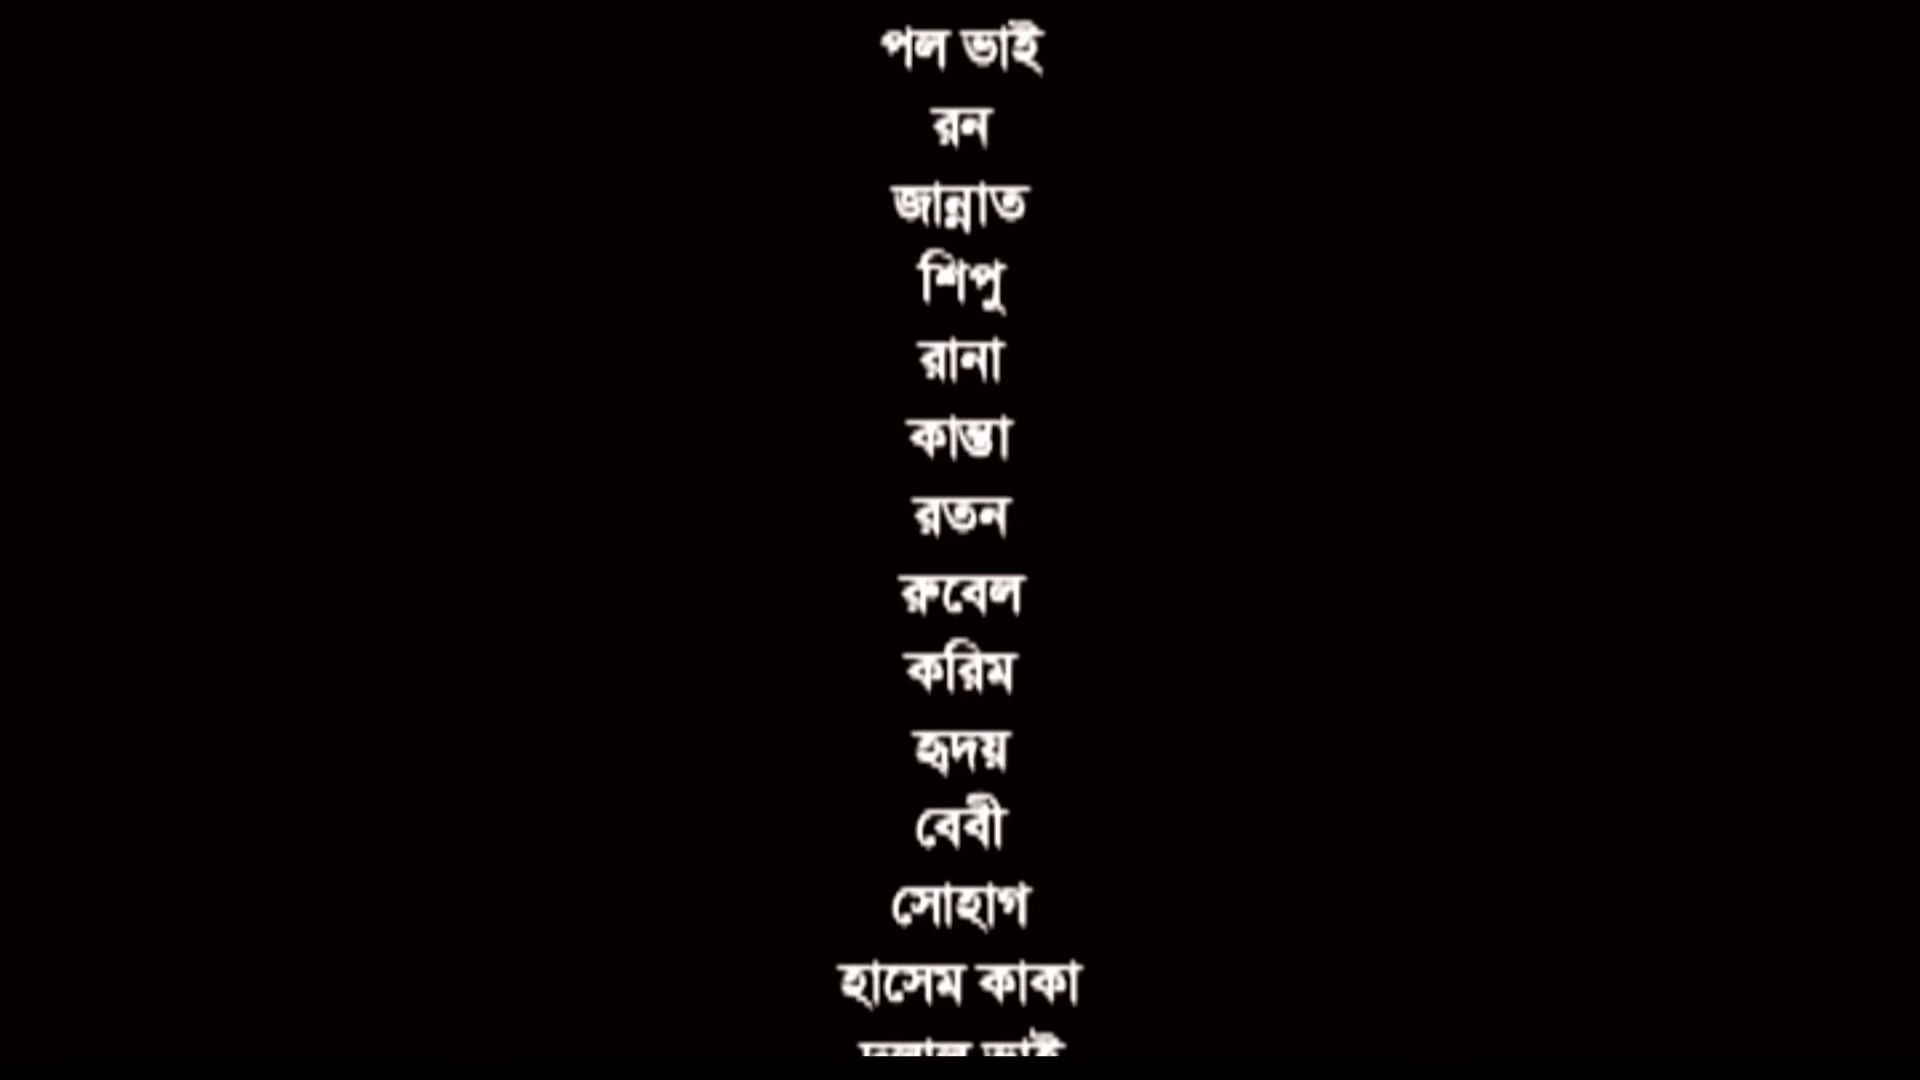 পল ভাই
রন
জান্নাত
শিপু
রানা
কান্তা
রতন
রুবেল
করিম
হৃদয়
বেবী
সোহাগ
হাসেম কাকা
ভাই